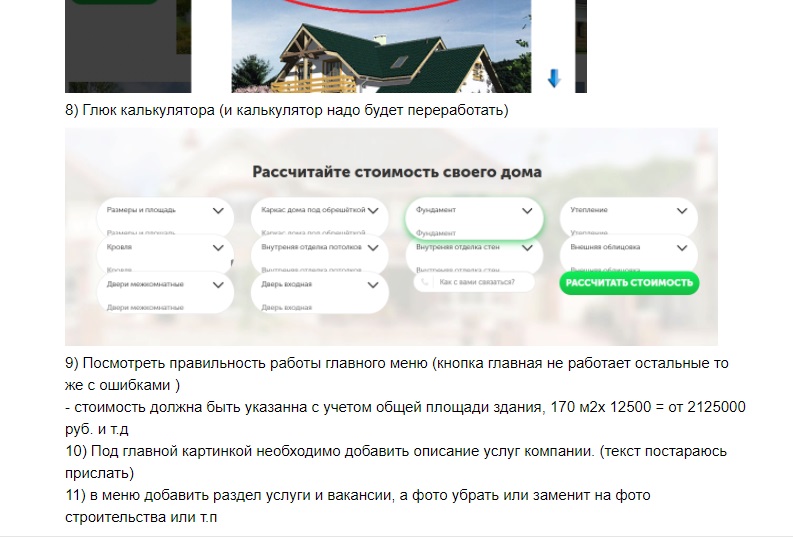 8) Глюк калькулятора (и калькулятор надо будет переработать)
Рассчитайте стоимость своего дома
Размеры и площадь
Каркас дома под обрешёткой
Фундамент
Утепление
Размеры и площадь
Каркас дома под обрешёткой
Фундамент
Утепление
Кровля
Внутреняя отделка потолков
Внутреняя отделка стен
Внешняя облицовка
Кровля
Внутреняя отделка потолков
Внутреняя отделка стен
Внешняя облицовка
Двери межкомнатные
Дверь входная
Как с вами связаться?
РАССЧИТАТЬ СТОИМОСТЬ
Двери межкомнатные
Дверь входная
9) Посмотреть правильность работы главного меню (кнопка главная не работает остальные то
же с ошибками )
- стоимость должна быть указанна с учетом общей площади здания, 170 м2х 12500 = от 2125000
руб. и т.д
10) Под главной картинкой необходимо добавить описание услуг компании. (текст постараюсь
прислать)
11) в меню добавить раздел услуги и вакансии, а фото убрать или заменит на фото
строительства или т.п